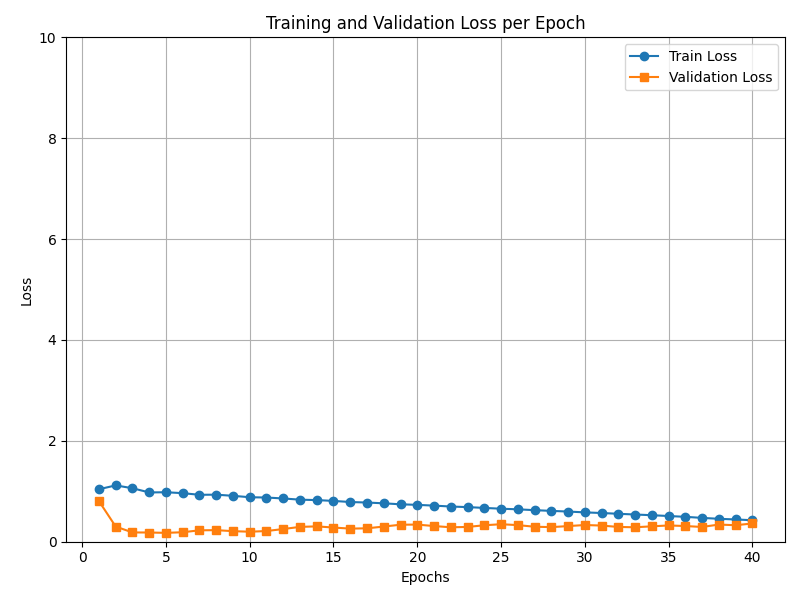 Training and Validation Loss per Epoch
Train Loss
Validation Loss
10
8
6
4
2
0
Loss
0 5 10 15 20 25 30 35 40
Epochs